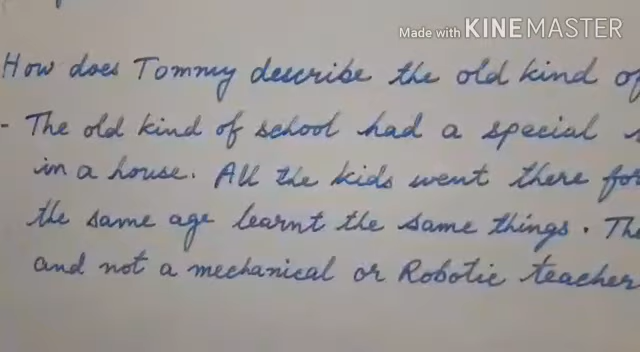 Made with KINEMASTER
How does Tommy describe the old kind of
- The old kind of school had a special
in a house. All the kids went there for
the same age learnt the same things. The
and not a mechanical or Robotic teacher